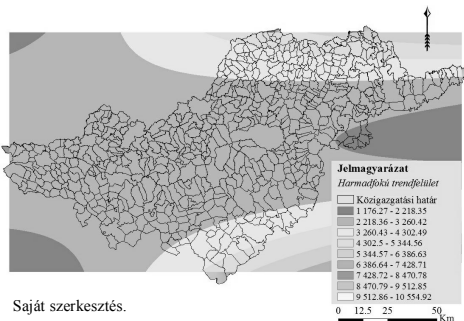 Jelmagyarázat
Harmadfokú trendfelület
Közigazgatási határ
1 176.27 - 2 218.35
2 218.36 - 3 260.42
3 260.43 - 4 302.49
4 302.5 - 5 344.56
5 344.57 - 6 386.63
6 386.64 - 7 428.71
7 428.72 - 8 470.78
8 470.79 - 9 512.85
9 512.86 - 10 554.92
Saját szerkesztés.
0 12.5 25 50
Km